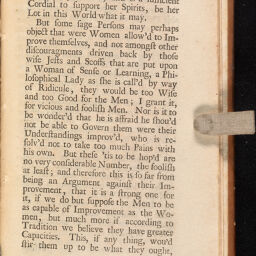 Cordial to support her Spirits, be her
Lot in this World what it may.
But some sage Persons may perhaps
object that were Women allow'd to Im-
prove themselves, and not amongst other
discouragments driven back by those
wise Jests and Scoffs that are put upon
a Woman of Sense or Learning, a Phi-
losophical Lady as she is call'd by way
of Ridicule, they would be too Wise
and too Good for the Men; I grant it,
for vicious and foolish Men. Nor is it to
be wonder'd that he is affraid he shou'd
not be able to Govern them were their
Understandings improv'd, who is re-
solv'd not to take too much Pains with
his own. But these 'tis to be hop'd are
no very considerable Number, the foolish
at least; and therefore this is so far from
being an Argument against their Im-
provement, that it is a strong one for
it, if we do but suppose the Men to be
as capable of Improvement as the Wo-
men, but much more if according to
Tradition we believe they have greater
Capacities. This, if any thing, wou'd
stir them up to be what they ought,